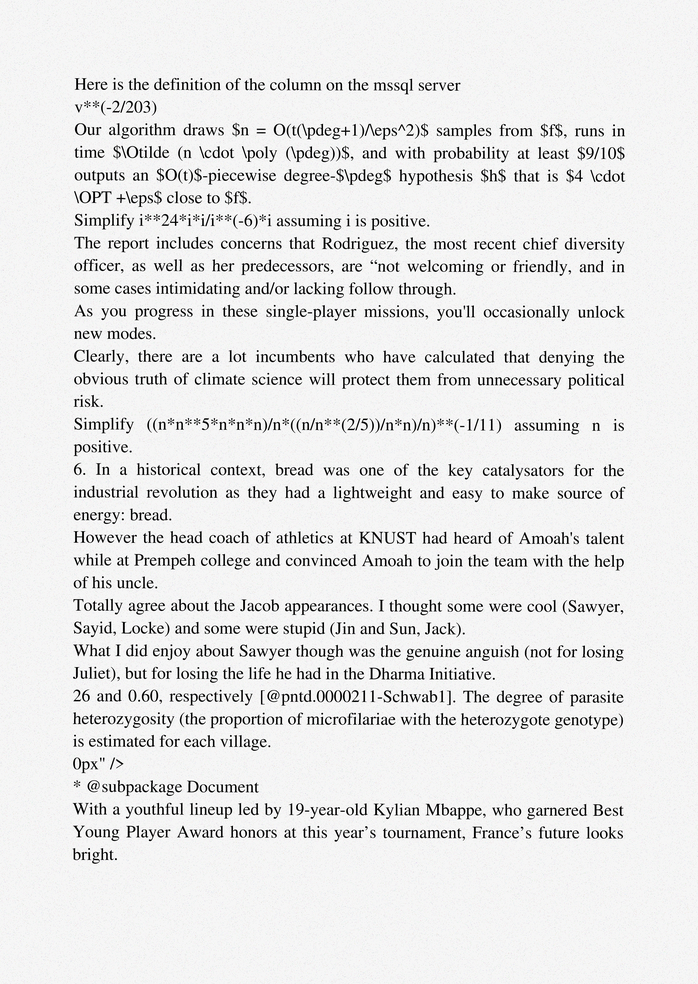 Here is the definition of the column on the mssql server
v**(-2/203)
Our algorithm draws $n = O(t(\pdeg+1)/\eps^2)$ samples from $f$, runs in
time $\Otilde (n \cdot \poly (\pdeg))$, and with probability at least $9/10$
outputs an $O(t)$-piecewise degree-$\pdeg$ hypothesis $h$ that is $4 \cdot
\OPT +\eps$ close to $f$.
Simplify i**24*i*i/i**(-6)*i assuming i is positive.
The report includes concerns that Rodriguez, the most recent chief diversity
officer, as well as her predecessors, are “not welcoming or friendly, and in
some cases intimidating and/or lacking follow through.
As you progress in these single-player missions, you'll occasionally unlock
new modes.
Clearly, there are a lot incumbents who have calculated that denying the
obvious truth of climate science will protect them from unnecessary political
risk.
Simplify ((n*n**5*n*n*n)/n*((n/n**(2/5))/n*n)/n)**(-1/11) assuming n is
positive.
6. In a historical context, bread was one of the key catalysators for the
industrial revolution as they had a lightweight and easy to make source of
energy: bread.
However the head coach of athletics at KNUST had heard of Amoah's talent
while at Prempeh college and convinced Amoah to join the team with the help
of his uncle.
Totally agree about the Jacob appearances. I thought some were cool (Sawyer,
Sayid, Locke) and some were stupid (Jin and Sun, Jack).
What I did enjoy about Sawyer though was the genuine anguish (not for losing
Juliet), but for losing the life he had in the Dharma Initiative.
26 and 0.60, respectively [@pntd.0000211-Schwab1]. The degree of parasite
heterozygosity (the proportion of microfilariae with the heterozygote genotype)
is estimated for each village.
0px" />
* @subpackage Document
With a youthful lineup led by 19-year-old Kylian Mbappe, who garnered Best
Young Player Award honors at this year’s tournament, France’s future looks
bright.